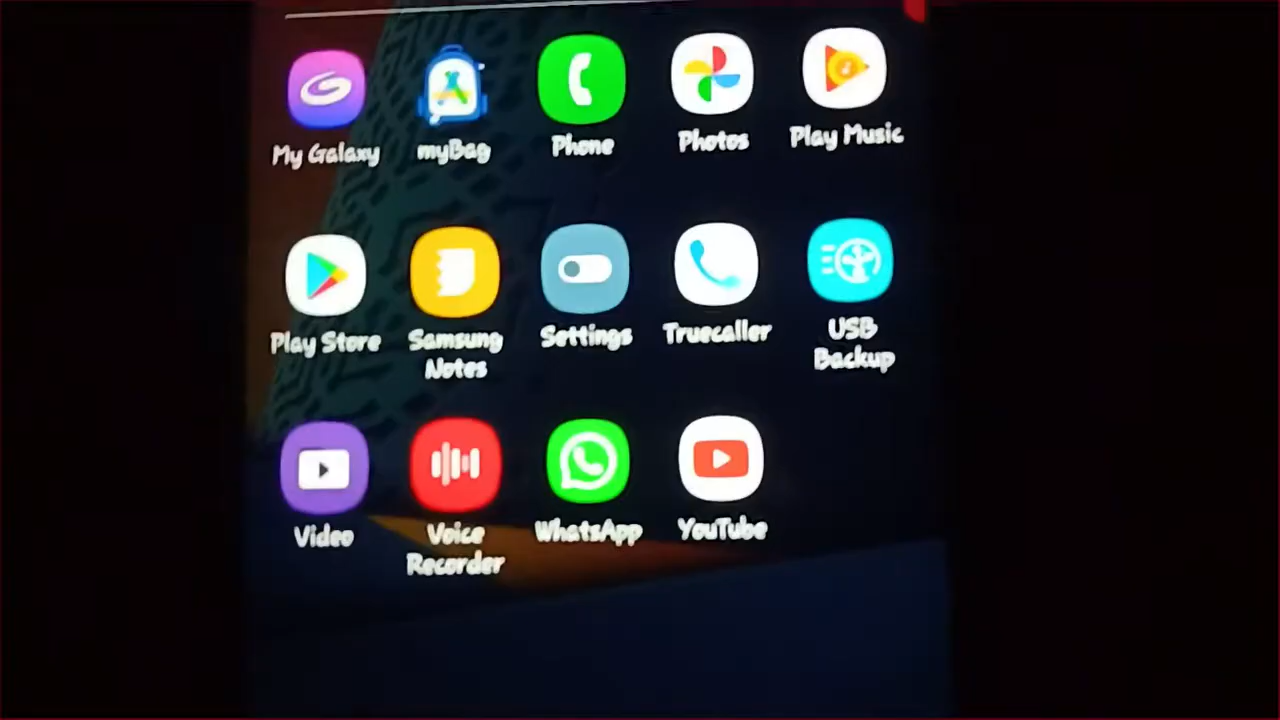 My Galaxy
myBag
Phone
Photos
Play Music
Play Store
Samsung
Notes
Settings
Truecaller
USB
Backup
Video
Voice
Recorder
WhatsApp
YouTube